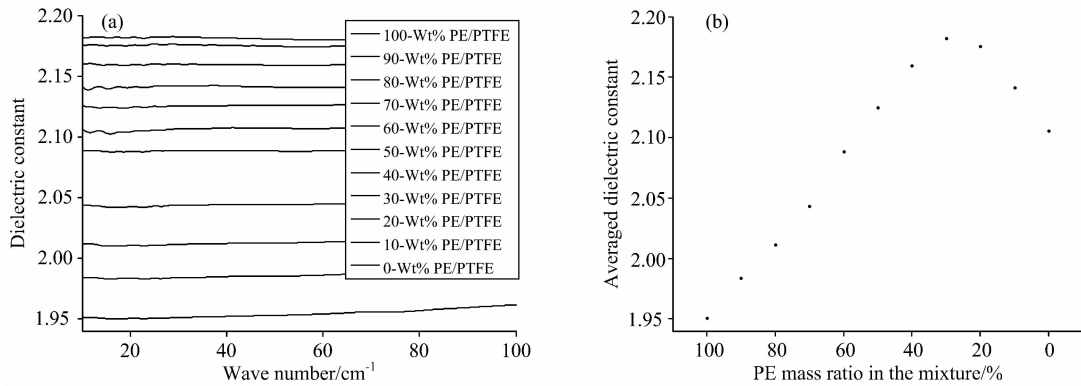 (a)
2.20
2.15
2.10
2.05
2.00
1.95
Dielectric constant
20
40
60
80
100
Wave number/cm⁻¹
100-Wt% PE/PTFE
90-Wt% PE/PTFE
80-Wt% PE/PTFE
70-Wt% PE/PTFE
60-Wt% PE/PTFE
50-Wt% PE/PTFE
40-Wt% PE/PTFE
30-Wt% PE/PTFE
20-Wt% PE/PTFE
10-Wt% PE/PTFE
0-Wt% PE/PTFE
(b)
2.20
2.15
2.10
2.05
2.00
1.95
Averaged dielectric constant
100
80
60
40
20
0
PE mass ratio in the mixture/%